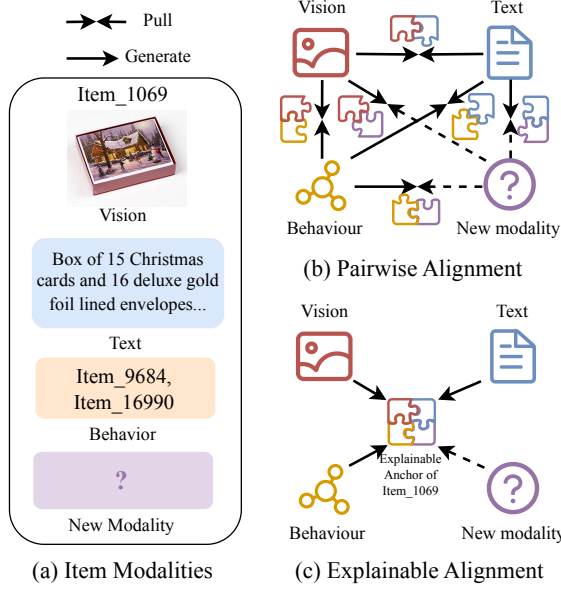 Pull
Generate
Item_1069
Vision
Box of 15 Christmas
cards and 16 deluxe gold
foil lined envelopes...
Text
Item_9684,
Item_16990
Behavior
?
New Modality
(a) Item Modalities
Vision
Text
?
Behaviour
New modality
(b) Pairwise Alignment
Vision
Text
Explainable
Anchor of
Item_1069
?
Behaviour
New modality
(c) Explainable Alignment